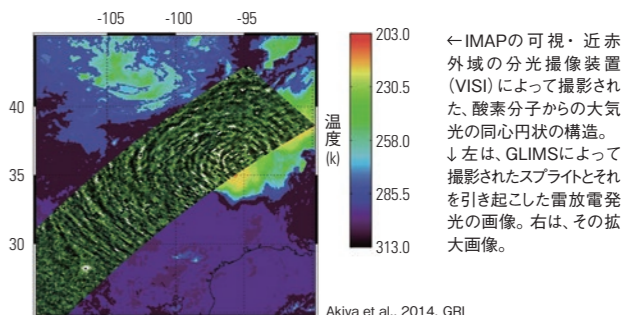 -105 -100 -95
40
35
30
203.0
230.5
258.0
285.5
313.0
温度(k)
←IMAPの可視・近赤
外域の分光撮像装置
(VISI)によって撮影され
た、酸素分子からの大気
光の同心円状の構造。
↓左は、GLIMSによって
撮影されたスプライトとそれ
を引き起こした雷放電発
光の画像。右は、その拡
大画像。
Akiya et al., 2014, GRL